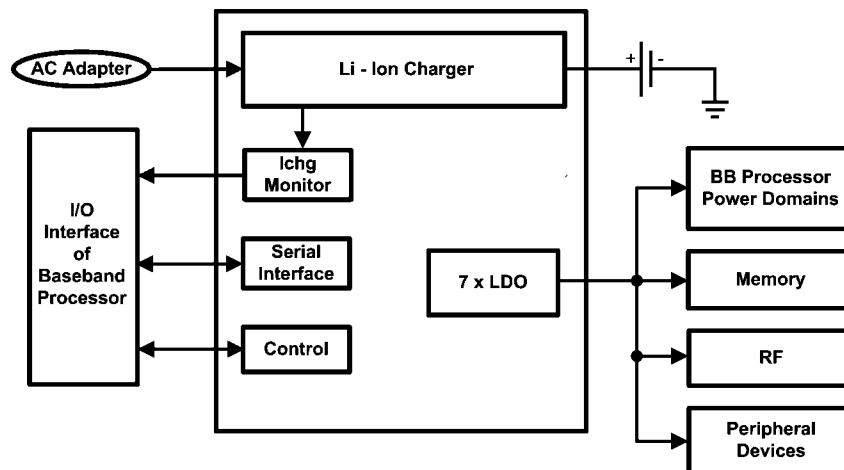 AC Adapter
Li - Ion Charger
+
-
Ichg
Monitor
I/O
Interface
of
Baseband
Processor
Serial
Interface
Control
7 x LDO
BB Processor
Power Domains
Memory
RF
Peripheral
Devices